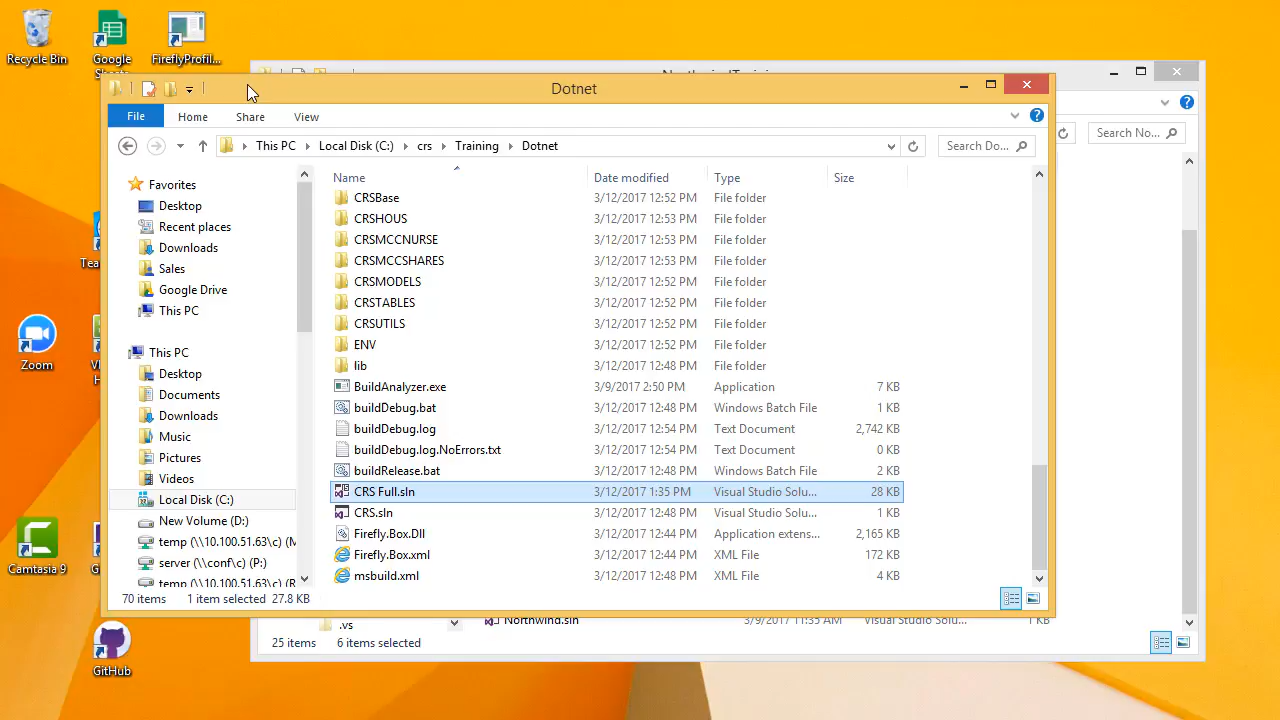 Recycle Bin
Google
FireflyProfil...
Dotnet
File Home Share View
This PC Local Disk (C:) crs Training Dotnet
Search Do...
Search No...
Name Date modified Type Size
Favorites
Desktop
Recent places
Downloads
Sales
Google Drive
This PC
This PC
Desktop
Documents
Downloads
Music
Pictures
Videos
Local Disk (C:)
New Volume (D:)
temp (\\10.100.51.63\c) (M
server (\\conf\c) (P:)
temp (\\10.100.51.63\c) (R
CRSBase 3/12/2017 12:52 PM File folder
CRSHOUS 3/12/2017 12:53 PM File folder
CRSMCCNURSE 3/12/2017 12:53 PM File folder
CRSMCCSHARES 3/12/2017 12:53 PM File folder
CRSMODELS 3/12/2017 12:52 PM File folder
CRSTABLES 3/12/2017 12:52 PM File folder
CRSUTILS 3/12/2017 12:52 PM File folder
ENV 3/12/2017 12:52 PM File folder
lib 3/12/2017 12:48 PM File folder
BuildAnalyzer.exe 3/9/2017 2:50 PM Application 7 KB
buildDebug.bat 3/12/2017 12:48 PM Windows Batch File 1 KB
buildDebug.log 3/12/2017 12:54 PM Text Document 2,742 KB
buildDebug.log.NoErrors.txt 3/12/2017 12:54 PM Text Document 0 KB
buildRelease.bat 3/12/2017 12:48 PM Windows Batch File 2 KB
CRS Full.sln 3/12/2017 1:35 PM Visual Studio Solu... 28 KB
CRS.sln 3/12/2017 12:48 PM Visual Studio Solu... 1 KB
Firefly.Box.Dll 3/12/2017 12:44 PM Application extens... 2,165 KB
Firefly.Box.xml 3/12/2017 12:44 PM XML File 172 KB
msbuild.xml 3/12/2017 12:48 PM XML File 4 KB
70 items 1 item selected 27.8 KB
.vs
Northwind.sln 3/9/2017 11:35 AM Visual Studio Solu... 1 KB
25 items 6 items selected
Zoom
Camtasia 9
GitHub